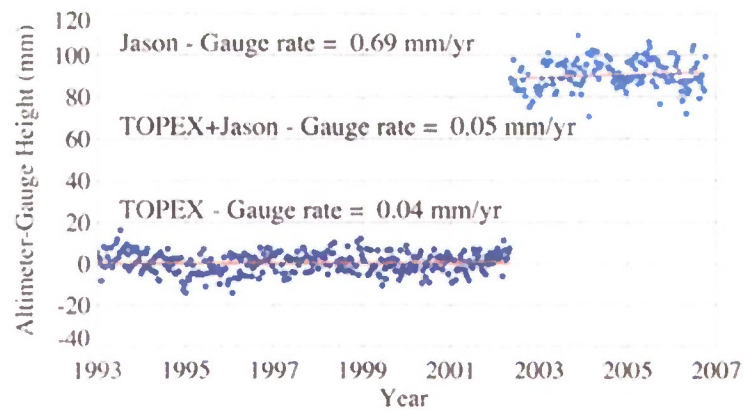 120
Jason - Gauge rate = 0.69 mm/yr
100
80
TOPEX+Jason - Gauge rate = 0.05 mm/yr
60
40
TOPEX - Gauge rate = 0.04 mm/yr
20
0
-20
-40
Altimeter-Gauge Height (mm)
1993 1995 1997 1999 2001 2003 2005 2007
Year